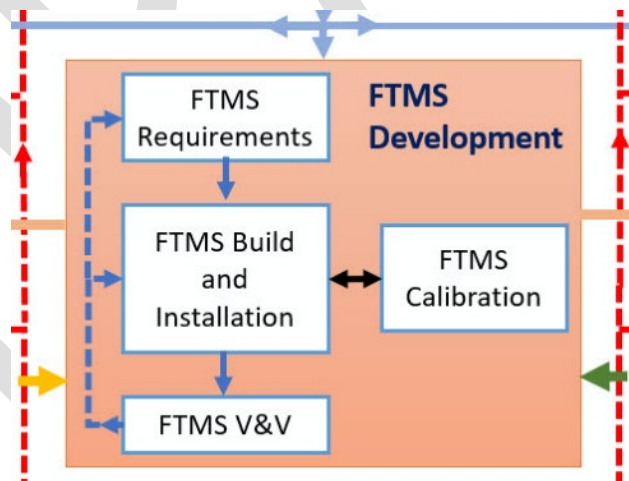 FTMS
Requirements
FTMS
Development
FTMS Build
and
Installation
FTMS
Calibration
FTMS V&V